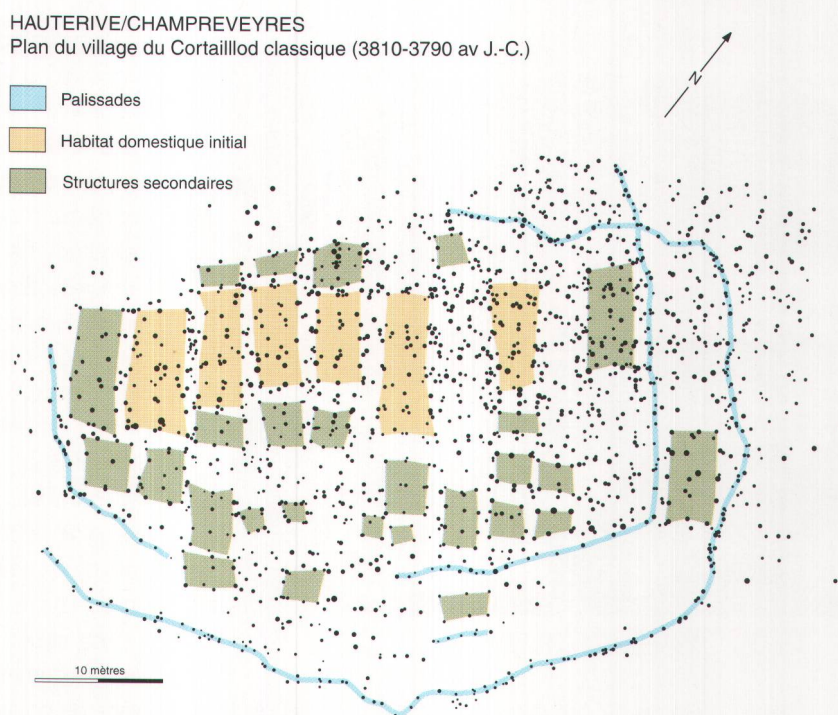 HAUTERIVE/CHAMPREVEYRES
Plan du village du Cortailllod classique (3810-3790 av J.-C.)
N
Palissades
Habitat domestique initial
Structures secondaires
10 mètres